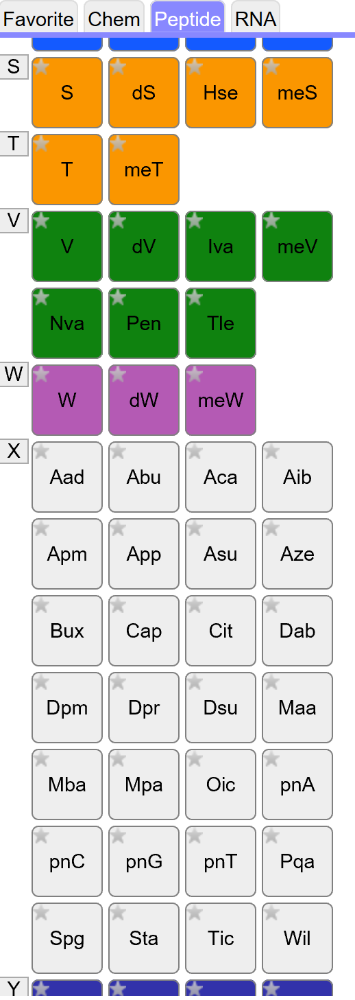 Favorite Chem Peptide RNA
S
S dS Hse meS
T
T meT
V
V dV Iva meV
Nva Pen Tle
W
W dW meW
X
Aad Abu Aca Aib
Apm App Asu Aze
Bux Cap Cit Dab
Dpm Dpr Dsu Maa
Mba Mpa Oic pnA
pnC pnG pnT Pqa
Spg Sta Tic Wil
Y